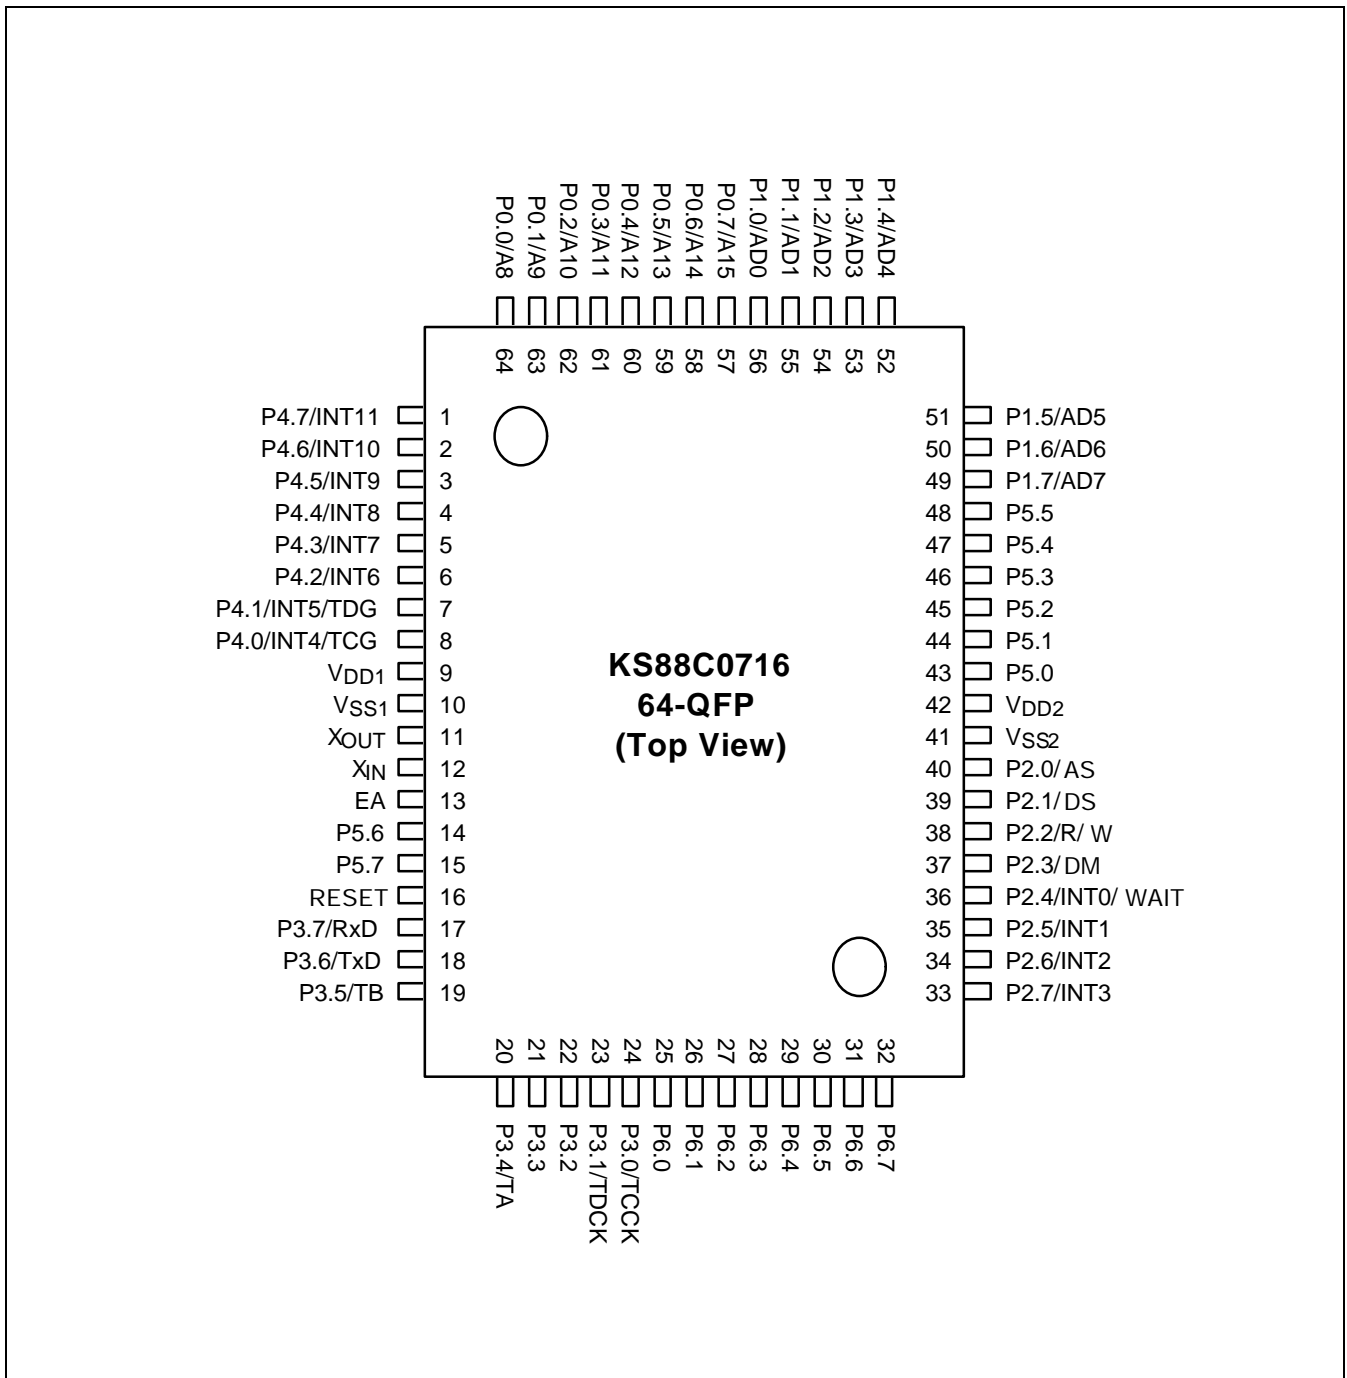 P0.0/A8
P0.1/A9
P0.2/A10
P0.3/A11
P0.4/A12
P0.5/A13
P0.6/A14
P0.7/A15
P1.0/AD0
P1.1/AD1
P1.2/AD2
P1.3/AD3
P1.4/AD4
64
63
62
61
60
59
58
57
56
55
54
53
52
P4.7/INT11 1
P4.6/INT10 2
P4.5/INT9 3
P4.4/INT8 4
P4.3/INT7 5
P4.2/INT6 6
P4.1/INT5/TDG 7
P4.0/INT4/TCG 8
VDD1 9
VSS1 10
XOUT 11
XIN 12
EA 13
P5.6 14
P5.7 15
RESET 16
P3.7/RxD 17
P3.6/TxD 18
P3.5/TB 19
KS88C0716
64-QFP
(Top View)
51 P1.5/AD5
50 P1.6/AD6
49 P1.7/AD7
48 P5.5
47 P5.4
46 P5.3
45 P5.2
44 P5.1
43 P5.0
42 VDD2
41 VSS2
40 P2.0/ AS
39 P2.1/ DS
38 P2.2/R/ W
37 P2.3/ DM
36 P2.4/INT0/ WAIT
35 P2.5/INT1
34 P2.6/INT2
33 P2.7/INT3
20
21
22
23
24
25
26
27
28
29
30
31
32
P3.4/TA
P3.3
P3.2
P3.1/TDCK
P3.0/TCCK
P6.0
P6.1
P6.2
P6.3
P6.4
P6.5
P6.6
P6.7